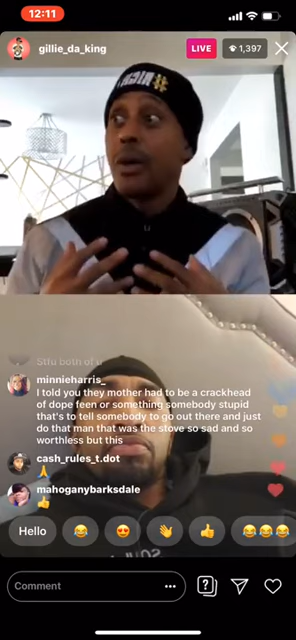 12:11
gillie_da_king
LIVE
1,397
Stfu both of u
minnieharris_
I told you they mother had to be a crackhead
of dope feen or something somebody stupid
that's to tell somebody to go out there and just
do that man that was the stove so sad and so
worthless but this
cash_rules_t.dot
🙏
mahoganybarksdale
👍
Hello 😂 😍 👋 👍 😂😂😂
Comment